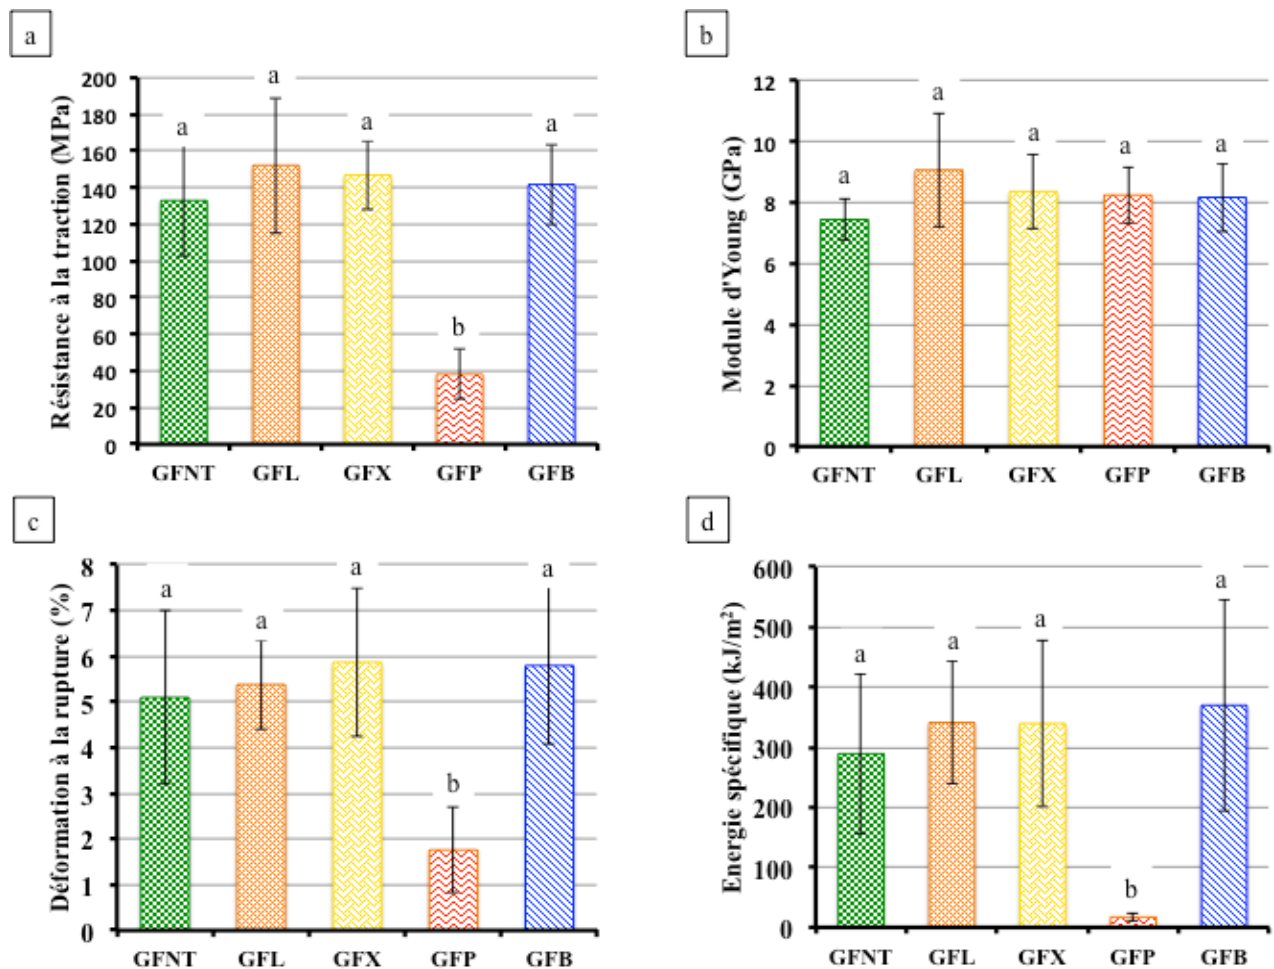 a
Résistance à la traction (MPa)
200
180
160
140
120
100
80
60
40
20
0
a
a
a
b
a
GFNT GFL GFX GFP GFB
b
Module d'Young (GPa)
12
10
8
6
4
2
0
a
a
a
a
a
GFNT GFL GFX GFP GFB
c
Déformation à la rupture (%)
8
7
6
5
4
3
2
1
0
a
a
a
b
a
GFNT GFL GFX GFP GFB
d
Energie spécifique (kJ/m²)
600
500
400
300
200
100
0
a
a
a
b
a
GFNT GFL GFX GFP GFB